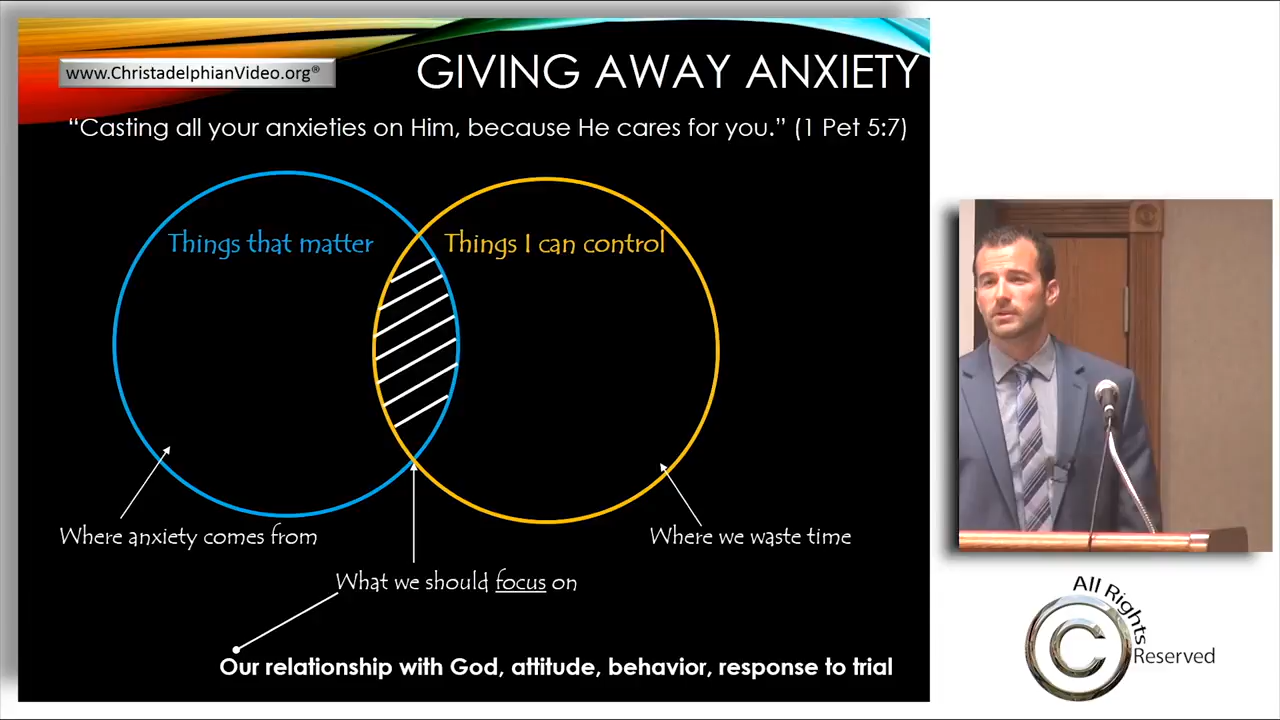 www.ChristadelphianVideo.org®
GIVING AWAY ANXIETY
“Casting all your anxieties on Him, because He cares for you.” (1 Pet 5:7)
Things that matter
Things I can control
Where anxiety comes from
Where we waste time
What we should focus on
Our relationship with God, attitude, behavior, response to trial
All Rights
C
Reserved